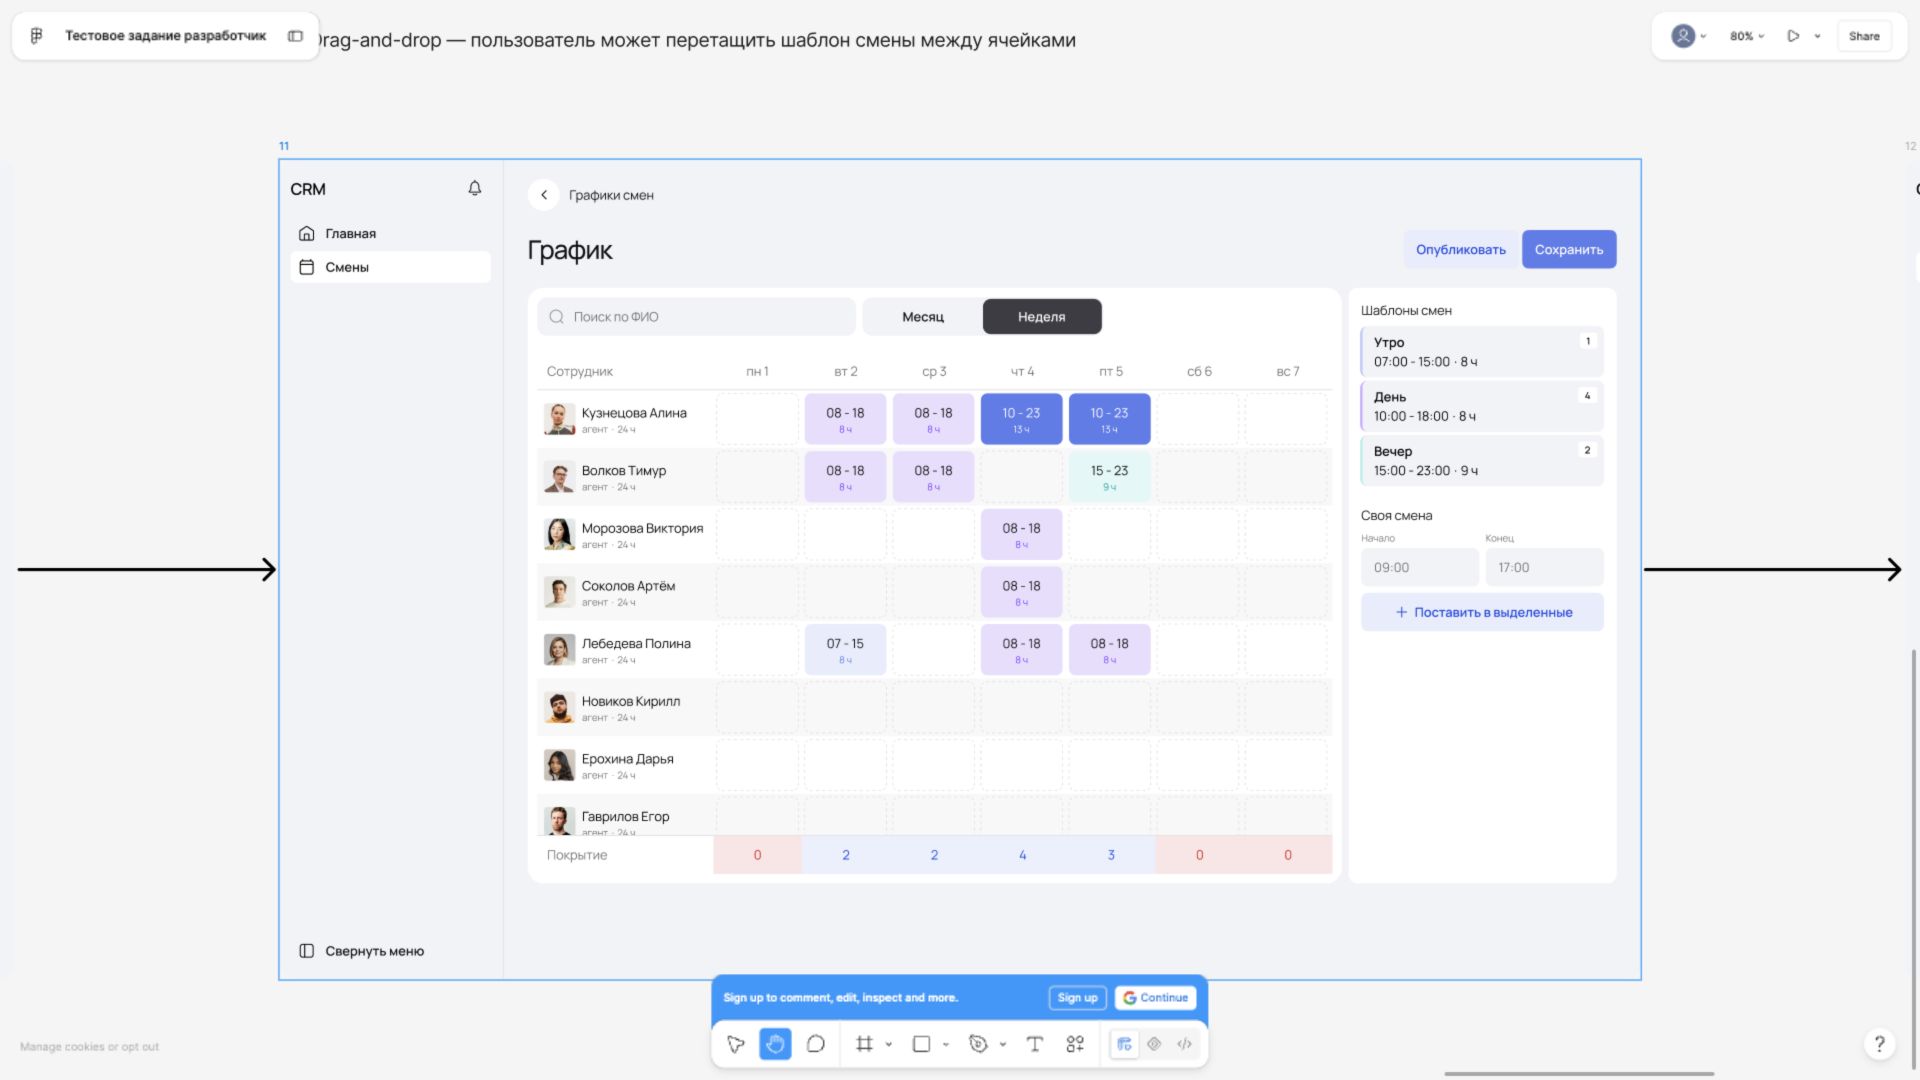 Тестовое задание разработчик
rag-and-drop — пользователь может перетащить шаблон смены между ячейками
80%
Share
11
12
CRM
Главная
Смены
Свернуть меню
Графики смен
График
Опубликовать
Сохранить
Поиск по ФИО
Месяц
Неделя
Сотрудник пн 1 вт 2 ср 3 чт 4 пт 5 сб 6 вс 7
Кузнецова Алина 08 - 18 08 - 18 10 - 23 10 - 23
агент · 24 ч 8 ч 8 ч 13 ч 13 ч
Волков Тимур 08 - 18 08 - 18 15 - 23
агент · 24 ч 8 ч 8 ч 9 ч
Морозова Виктория 08 - 18
агент · 24 ч 8 ч
Соколов Артём 08 - 18
агент · 24 ч 8 ч
Лебедева Полина 07 - 15 08 - 18 08 - 18
агент · 24 ч 8 ч 8 ч 8 ч
Новиков Кирилл
агент · 24 ч
Ерохина Дарья
агент · 24 ч
Гаврилов Егор
агент · 24 ч
Покрытие 0 2 2 4 3 0 0
Шаблоны смен
Утро 1
07:00 - 15:00 · 8 ч
День 4
10:00 - 18:00 · 8 ч
Вечер 2
15:00 - 23:00 · 9 ч
Своя смена
Начало Конец
09:00 17:00
+ Поставить в выделенные
Sign up to comment, edit, inspect and more.
Sign up
Continue
Manage cookies or opt out
?